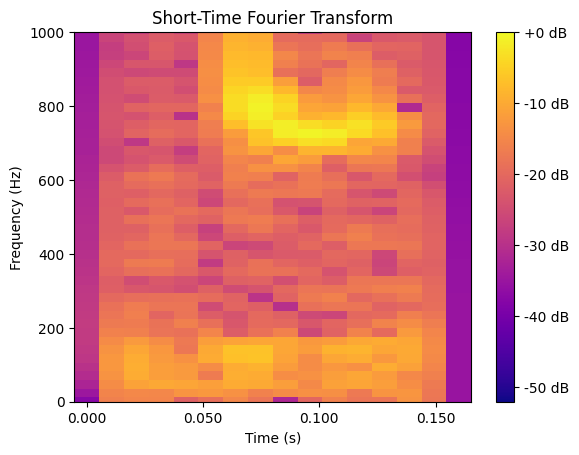 Short-Time Fourier Transform
Frequency (Hz)
1000
800
600
400
200
0
0.000
0.050
0.100
0.150
Time (s)
+0 dB
-10 dB
-20 dB
-30 dB
-40 dB
-50 dB